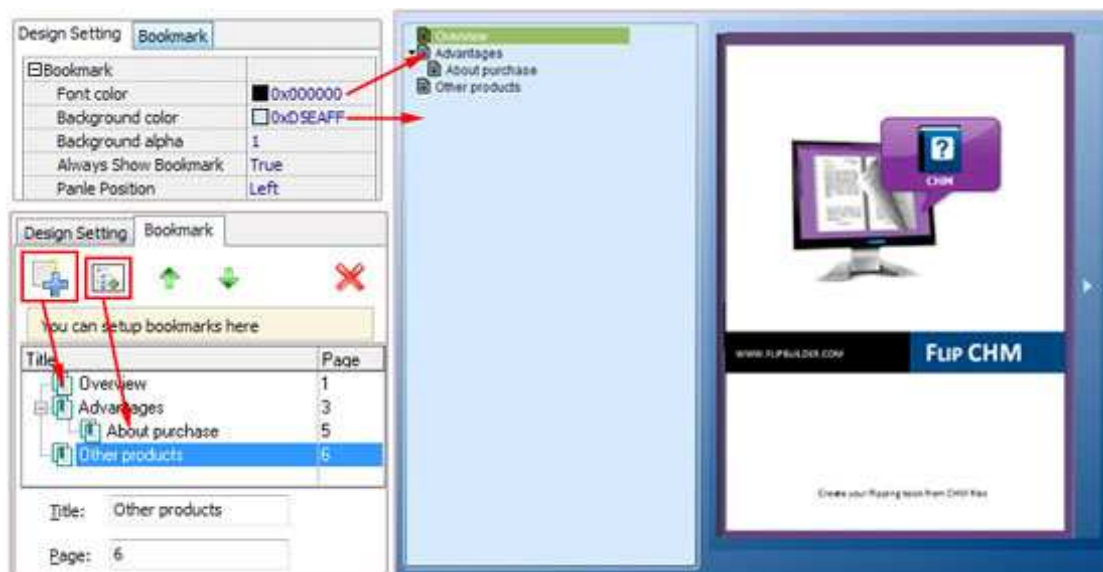 Design Setting Bookmark
Bookmark
Font color 0x000000
Background color 0xD5EAFF
Background alpha 1
Always Show Bookmark True
Panle Position Left
Design Setting Bookmark
You can setup bookmarks here
Title Page
Overview 1
Advantages 3
About purchase 5
Other products 6
Title: Other products
Page: 6
Overview
Advantages
About purchase
Other products
CHM
WWW.FLIPBUILDER.COM FLIP CHM
Create your flipping book from CHM files